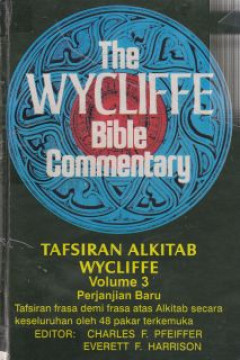 The
WYCLIFFE
Bible
Commentary
TAFSIRAN ALKITAB
WYCLIFFE
Volume 3
Perjanjian Baru
Tafsiran frasa demi frasa atas Alkitab secara
keseluruhan oleh 48 pakar terkemuka
EDITOR: CHARLES F. PFEIFFER
EVERETT F. HARRISON